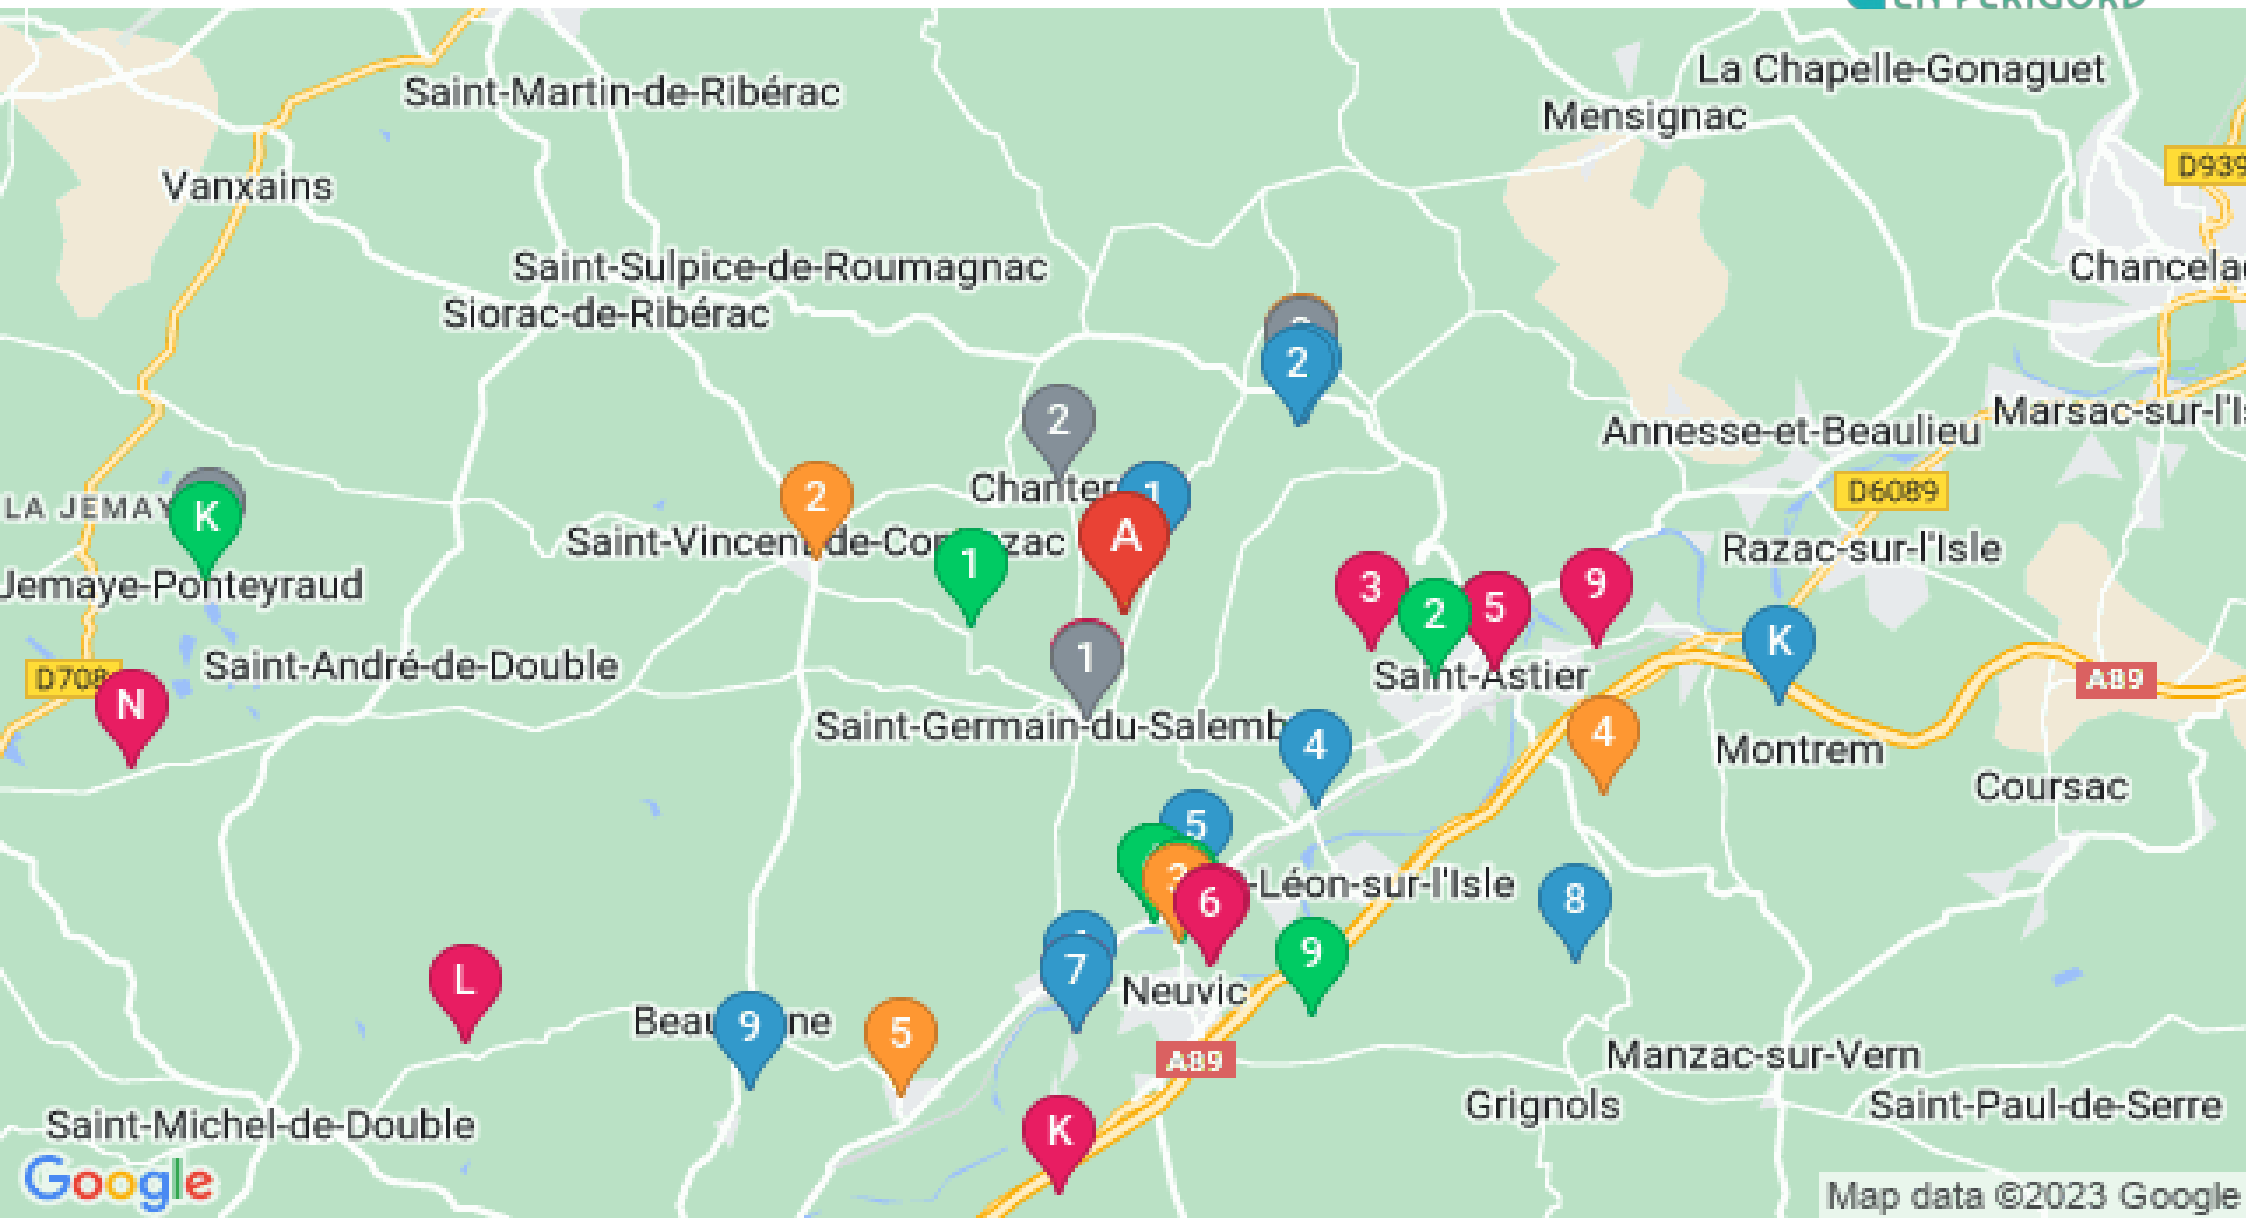 EN PÉRIGORD
La Chapelle-Gonaguet
Saint-Martin-de-Ribérac
Mensignac
D939
Vanxains
Saint-Sulpice-de-Roumagnac
Siorac-de-Ribérac
2
2
Marsac-sur-l'I
Annesse-et-Beaulieu
Chanter
1
2
D6089
LA JEMAY
K
A
Saint-Vincent-de-Co
zac
1
Razac-sur-l'Isle
Jemaye-Ponteyraud
3
2
5
9
K
Saint-André-de-Double
D708
N
1
Saint-Astier
A89
Saint-Germain-du-Salemb
4
4
Montrem
Coursac
5
3
6
-Léon-sur-l'Isle
8
L
7
9
Neuvic
Beau
9
ne
5
A89
Manzac-sur-Vern
K
Grignols
Saint-Paul-de-Serre
Saint-Michel-de-Double
Google
Map data ©2023 Google